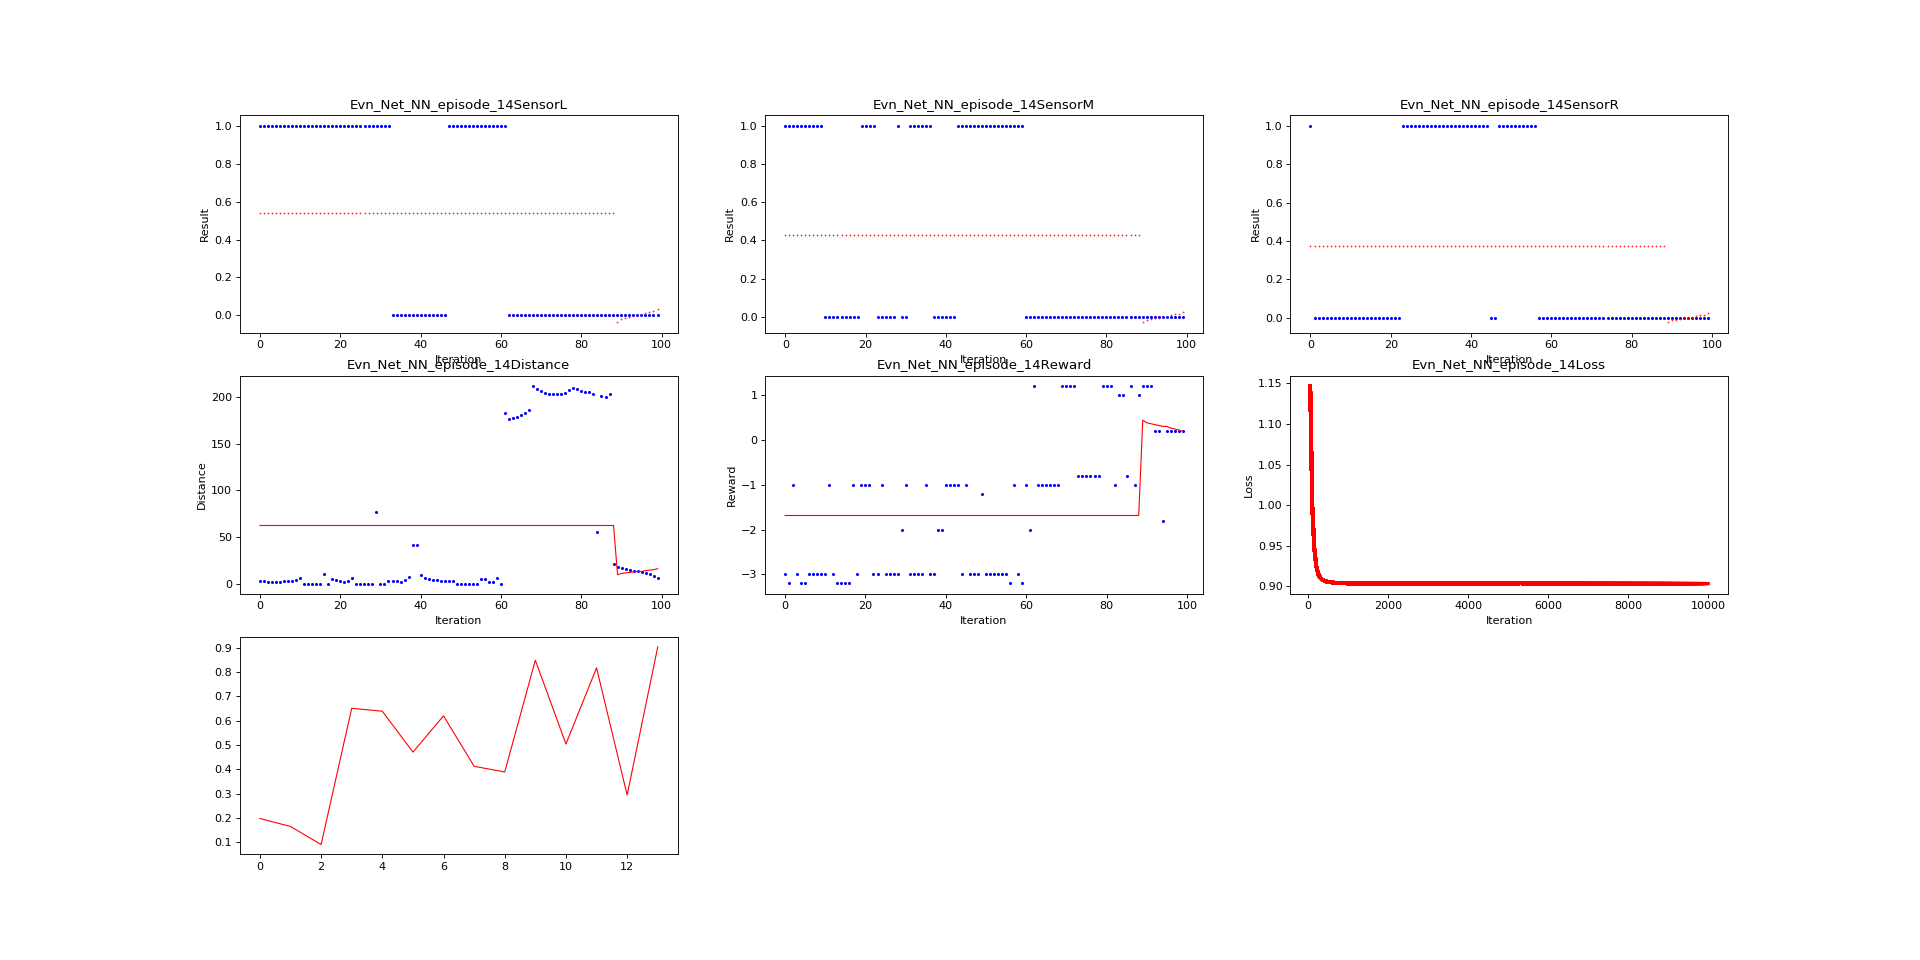 Evn_Net_NN_episode_14SensorL
1.0
0.8
0.6
0.4
0.2
0.0
Result
0 20 40 60 80 100
Iteration
Evn_Net_NN_episode_14SensorM
1.0
0.8
0.6
0.4
0.2
0.0
Result
0 20 40 60 80 100
Iteration
Evn_Net_NN_episode_14SensorR
1.0
0.8
0.6
0.4
0.2
0.0
Result
0 20 40 60 80 100
Iteration
Evn_Net_NN_episode_14Distance
200
150
100
50
0
Distance
0 20 40 60 80 100
Iteration
Evn_Net_NN_episode_14Reward
1
0
−1
−2
−3
Reward
0 20 40 60 80 100
Iteration
Evn_Net_NN_episode_14Loss
1.15
1.10
1.05
1.00
0.95
0.90
Loss
0 2000 4000 6000 8000 10000
Iteration
0.9
0.8
0.7
0.6
0.5
0.4
0.3
0.2
0.1
0 2 4 6 8 10 12